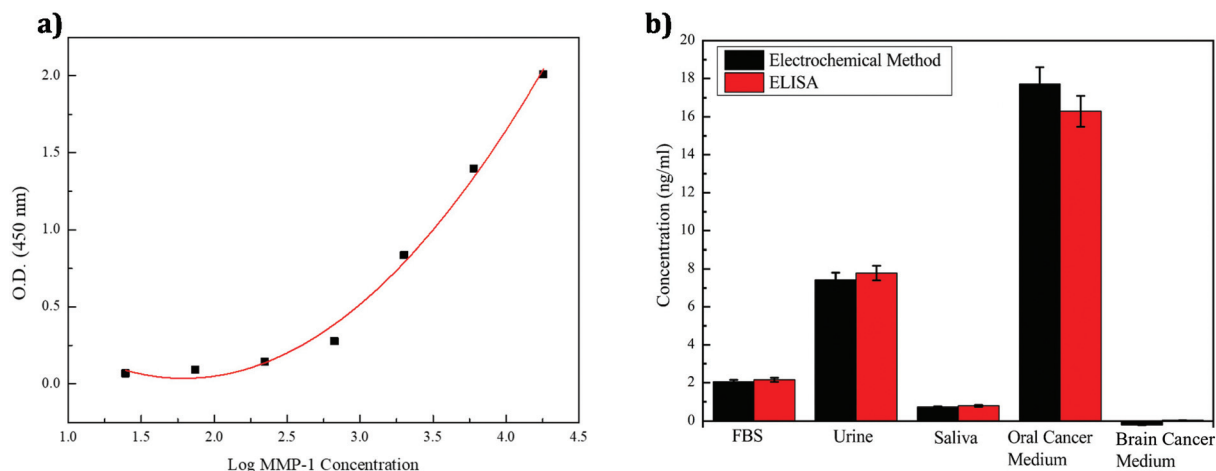 a)
2.0
1.5
1.0
0.5
0.0
O.D. (450 nm)
1.0 1.5 2.0 2.5 3.0 3.5 4.0 4.5
Log MMP-1 Concentration
b)
Electrochemical Method
ELISA
20
18
16
14
12
10
8
6
4
2
0
Concentration (ng/ml)
FBS Urine Saliva Oral Cancer Brain Cancer
Medium Medium